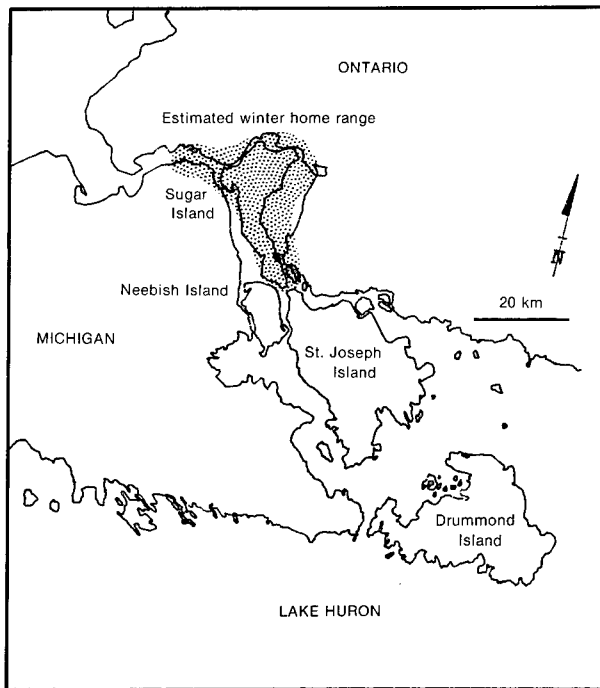 ONTARIO
Estimated winter home range
Sugar
Island
N
Neebish Island
20 km
MICHIGAN
St. Joseph
Island
Drummond
Island
LAKE HURON